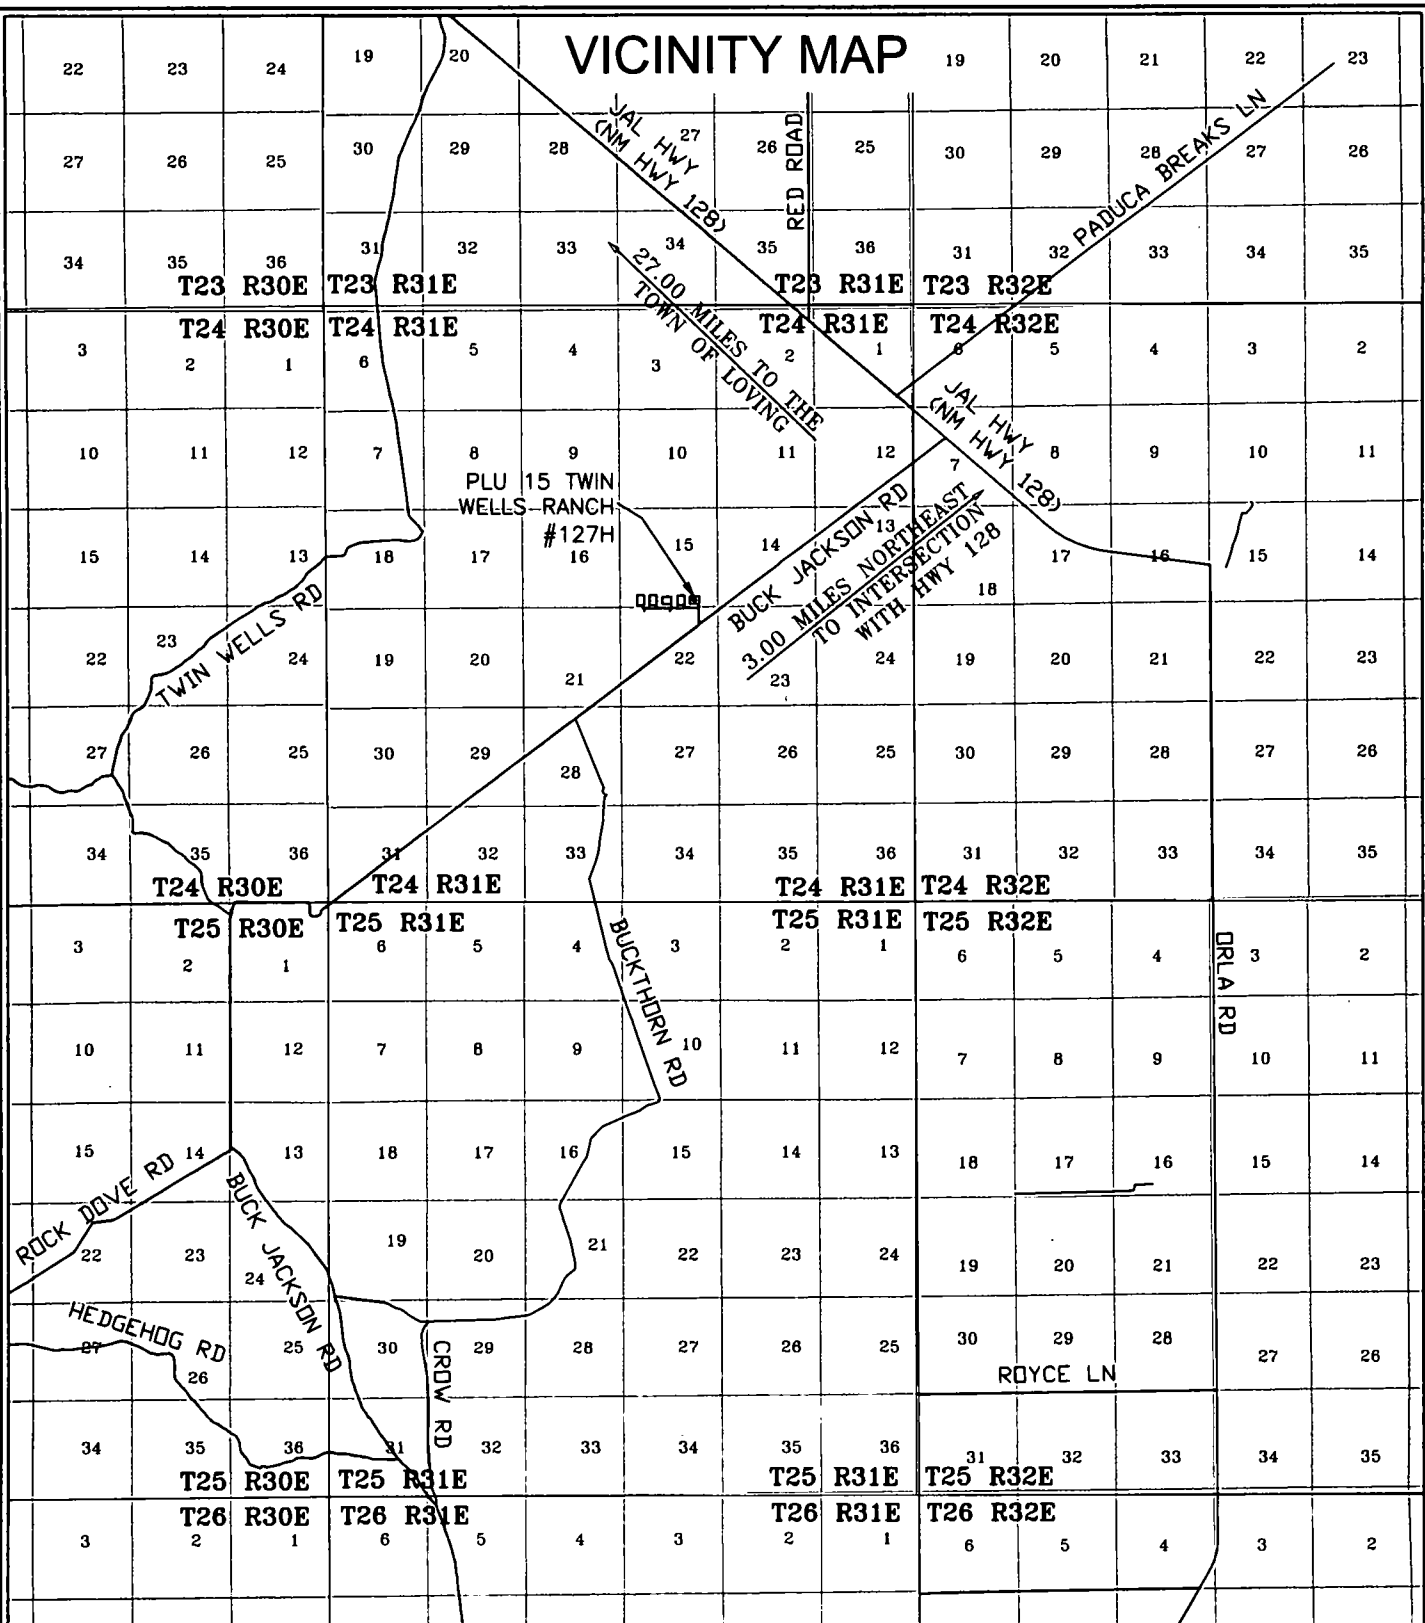 VICINITY MAP
22 23 24 19 20 19 20 21 22 23
JAL HWY
(NM HWY 128)
RED ROAD
PADUCA BREAKS LN
27 26 25 30 29 28 27 26 25 30 29 28 27 26
34 35 36 31 32 33 34 35 36 31 32 33 34 35
T23 R30E T23 R31E T23 R31E T23 R32E
27.00 MILES TO THE
TOWN OF LOVING
T24 R30E T24 R31E T24 R31E T24 R32E
3 2 1 6 5 4 3 2 1 6 5 4 3 2
JAL HWY
(NM HWY 128)
10 11 12 7 8 9 10 11 12 7 8 9 10 11
PLU 15 TWIN
WELLS RANCH
#127H
BUCK JACKSON RD
3.00 MILES NORTHEAST
TO INTERSECTION
WITH HWY 128
15 14 13 18 17 16 15 14 13 18 17 16 15 14
TWIN WELLS RD
22 23 24 19 20 21 22 23 24 19 20 21 22 23
27 26 25 30 29 28 27 26 25 30 29 28 27 26
34 35 36 31 32 33 34 35 36 31 32 33 34 35
T24 R30E T24 R31E T24 R31E T24 R32E
T25 R30E T25 R31E T25 R31E T25 R32E
3 2 1 6 5 4 3 2 1 6 5 4 3 2
BUCKTHORN RD
ORLA RD
10 11 12 7 8 9 10 11 12 7 8 9 10 11
15 14 13 18 17 16 15 14 13 18 17 16 15 14
ROCK DOVE RD
BUCK JACKSON RD
22 23 24 19 20 21 22 23 24 19 20 21 22 23
HEDGEHOG RD
27 26 25 30 29 28 27 26 25 30 29 28 27 26
CROW RD
ROYCE LN
34 35 36 31 32 33 34 35 36 31 32 33 34 35
T25 R30E T25 R31E T25 R31E T25 R32E
T26 R30E T26 R31E T26 R31E T26 R32E
3 2 1 6 5 4 3 2 1 6 5 4 3 2